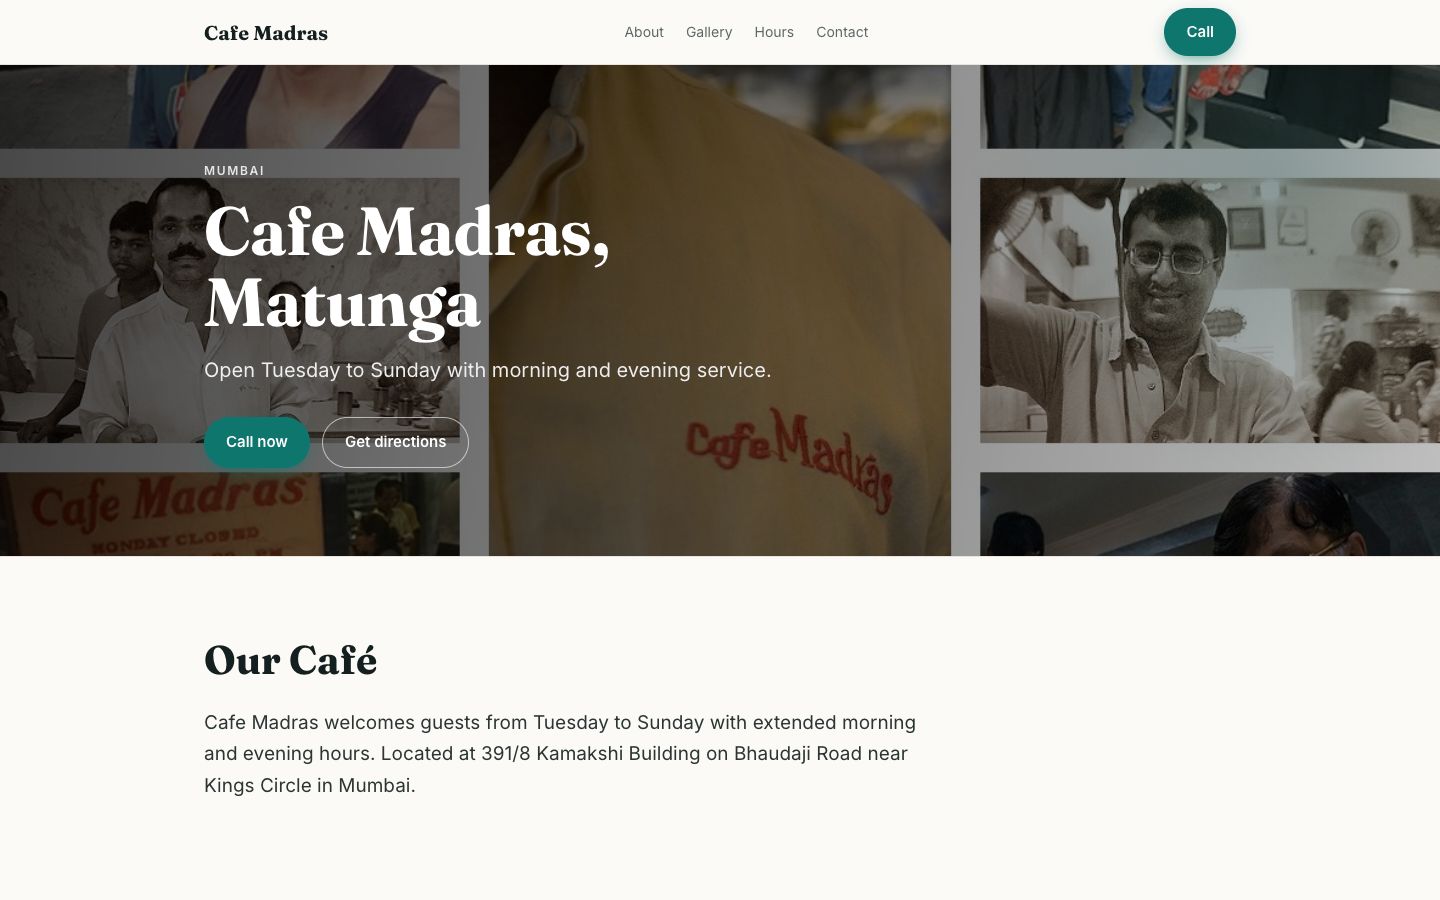 Cafe Madras
About
Gallery
Hours
Contact
Call
MUMBAI
Cafe Madras,
Matunga
Open Tuesday to Sunday with morning and evening service.
Call now
Get directions
Cafe Madras
Cafe Madras
MONDAY CLOSED
PM
Our Café
Cafe Madras welcomes guests from Tuesday to Sunday with extended morning
and evening hours. Located at 391/8 Kamakshi Building on Bhaudaji Road near
Kings Circle in Mumbai.